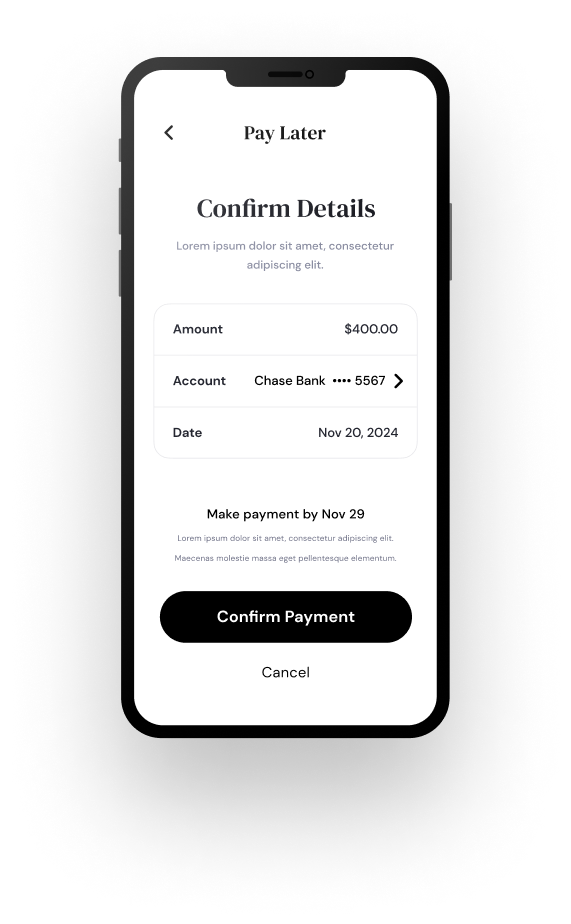 Pay Later
Confirm Details
Lorem ipsum dolor sit amet, consectetur
adipiscing elit.
Amount $400.00
Account Chase Bank •••• 5567
Date Nov 20, 2024
Make payment by Nov 29
Lorem ipsum dolor sit amet, consectetur adipiscing elit.
Maecenas molestie massa eget pellentesque elementum.
Confirm Payment
Cancel